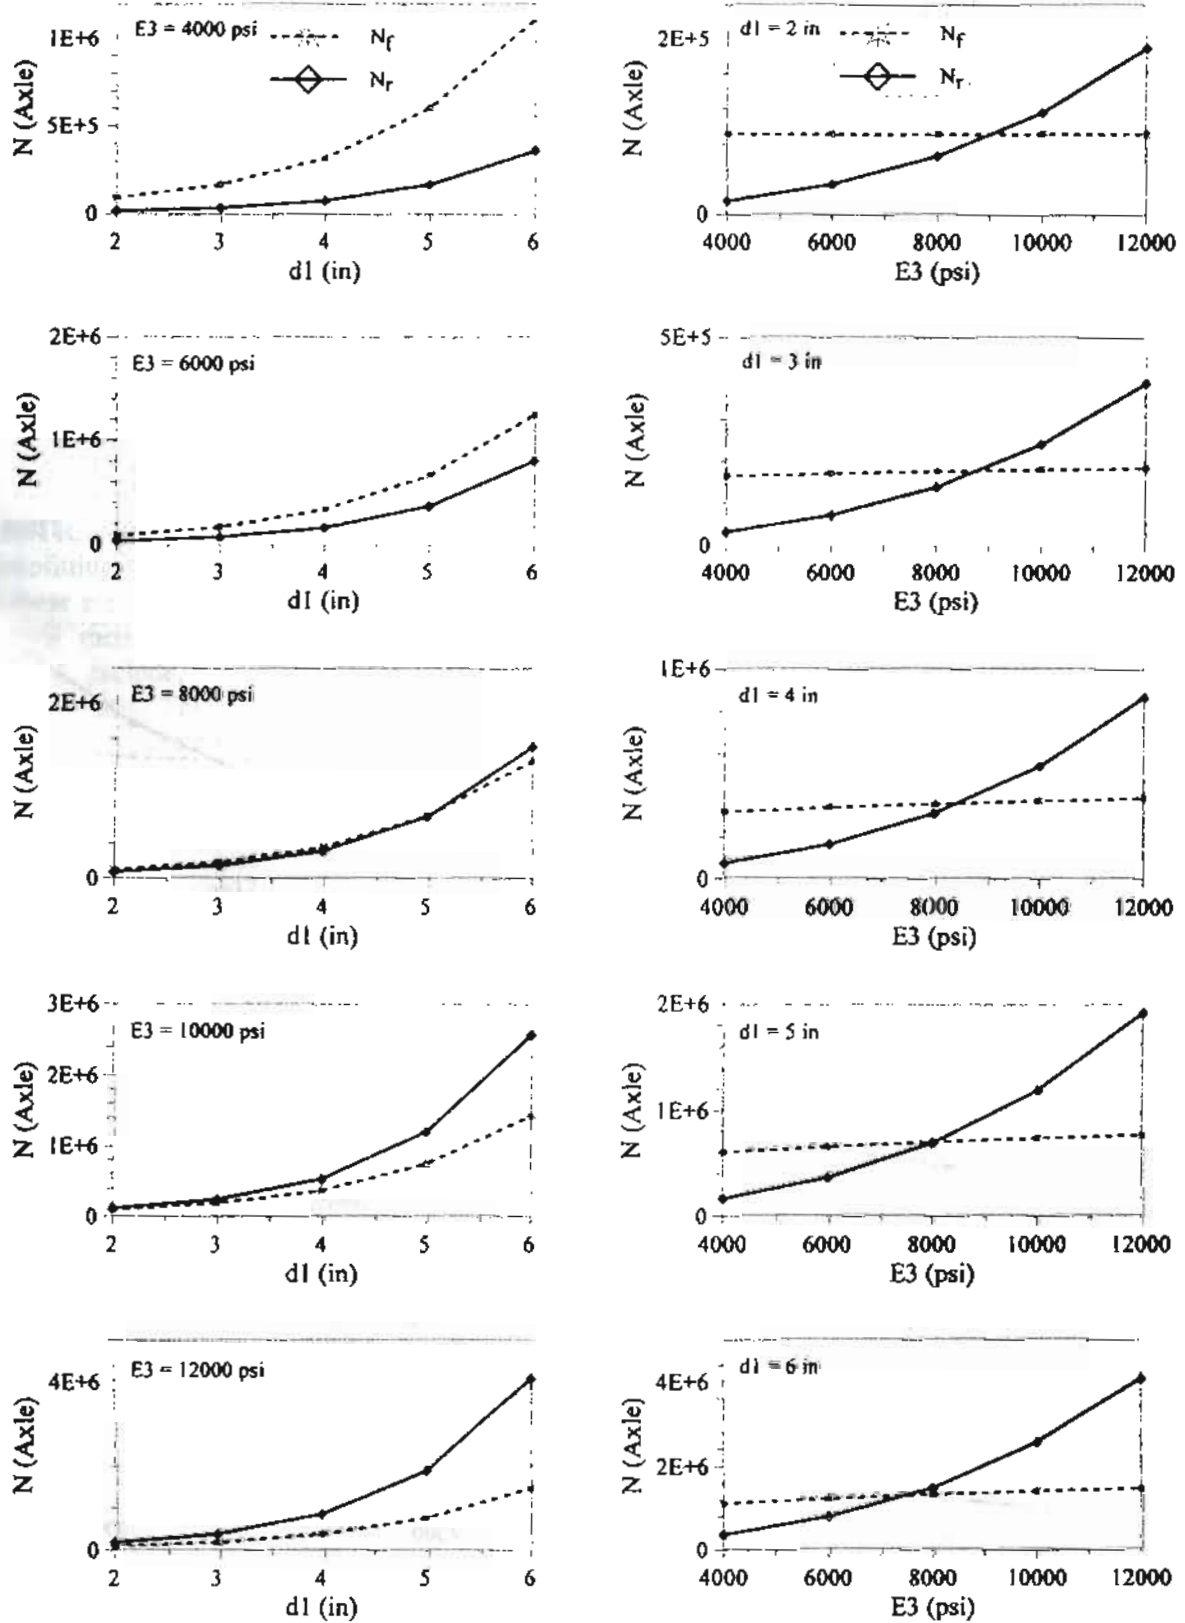 E3 = 4000 psi
N_f
N_r
1E+6
5E+5
0
N (Axle)
2 3 4 5 6
d1 (in)
d1 = 2 in
N_f
N_r
2E+5
0
N (Axle)
4000 6000 8000 10000 12000
E3 (psi)
E3 = 6000 psi
2E+6
1E+6
0
N (Axle)
2 3 4 5 6
d1 (in)
d1 = 3 in
5E+5
0
N (Axle)
4000 6000 8000 10000 12000
E3 (psi)
E3 = 8000 psi
2E+6
0
N (Axle)
2 3 4 5 6
d1 (in)
d1 = 4 in
1E+6
0
N (Axle)
4000 6000 8000 10000 12000
E3 (psi)
E3 = 10000 psi
3E+6
2E+6
1E+6
0
N (Axle)
2 3 4 5 6
d1 (in)
d1 = 5 in
2E+6
1E+6
0
N (Axle)
4000 6000 8000 10000 12000
E3 (psi)
E3 = 12000 psi
4E+6
2E+6
0
N (Axle)
2 3 4 5 6
d1 (in)
d1 = 6 in
4E+6
2E+6
0
N (Axle)
4000 6000 8000 10000 12000
E3 (psi)